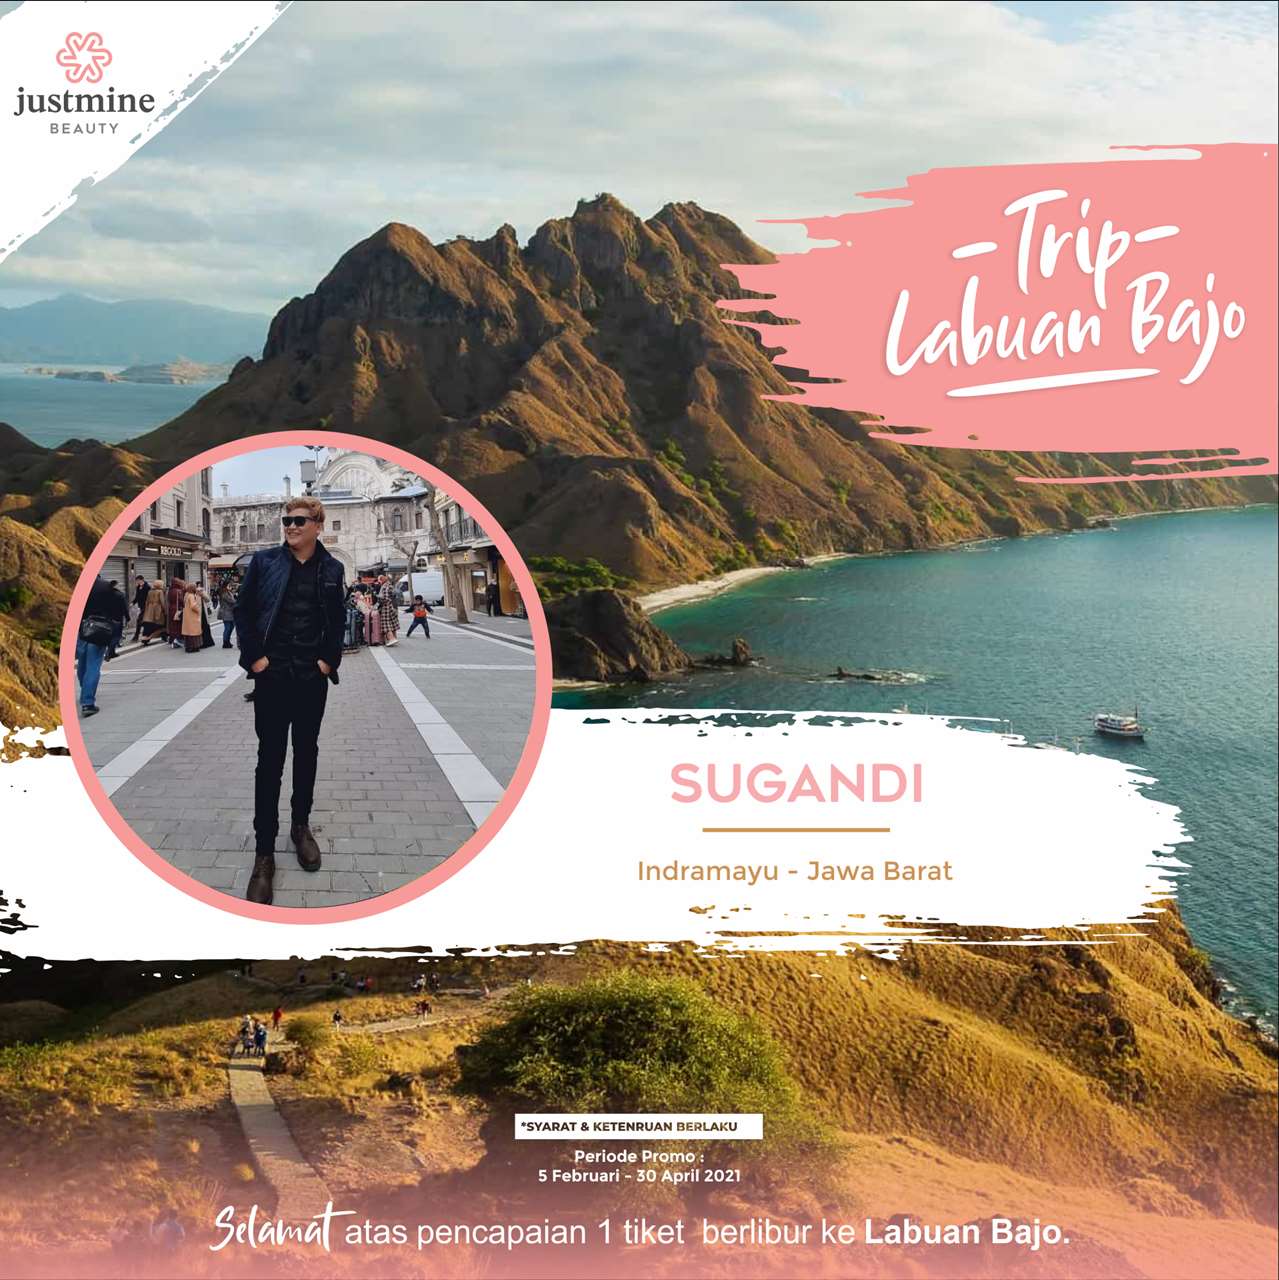 justmine
BEAUTY
-Trip-
Labuan Bajo
REGOLD
SUGANDI
Indramayu - Jawa Barat
*SYARAT & KETENRUAN BERLAKU
Periode Promo :
5 Februari - 30 April 2021
Selamat atas pencapaian 1 tiket berlibur ke Labuan Bajo.